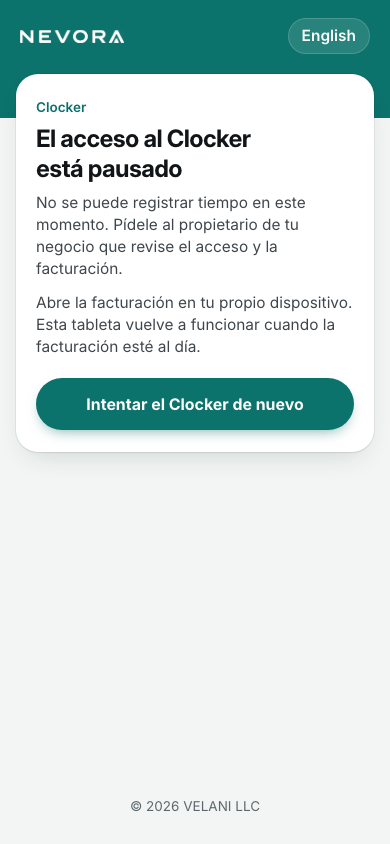 NEVORA
English
Clocker
El acceso al Clocker
está pausado
No se puede registrar tiempo en este
momento. Pídele al propietario de tu
negocio que revise el acceso y la
facturación.
Abre la facturación en tu propio dispositivo.
Esta tableta vuelve a funcionar cuando la
facturación esté al día.
Intentar el Clocker de nuevo
© 2026 VELANI LLC